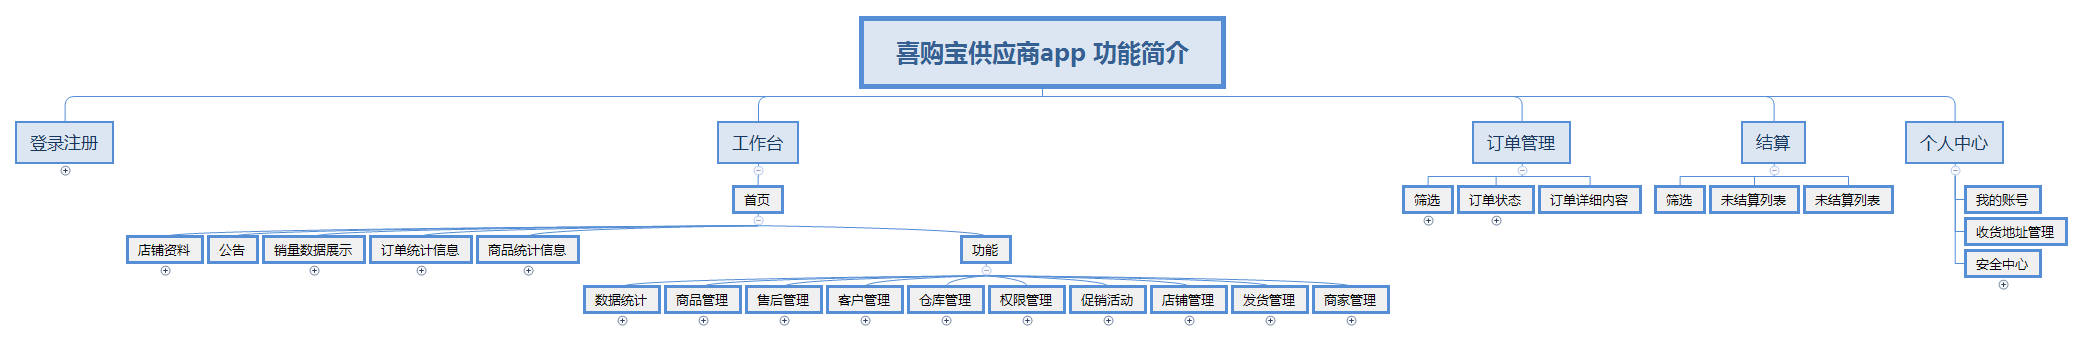 喜购宝供应商app 功能简介
登录注册
工作台
订单管理
结算
个人中心
首页
筛选
订单状态
订单详细内容
筛选
未结算列表
未结算列表
我的账号
收货地址管理
安全中心
店铺资料
公告
销量数据展示
订单统计信息
商品统计信息
功能
数据统计
商品管理
售后管理
客户管理
仓库管理
权限管理
促销活动
店铺管理
发货管理
商家管理